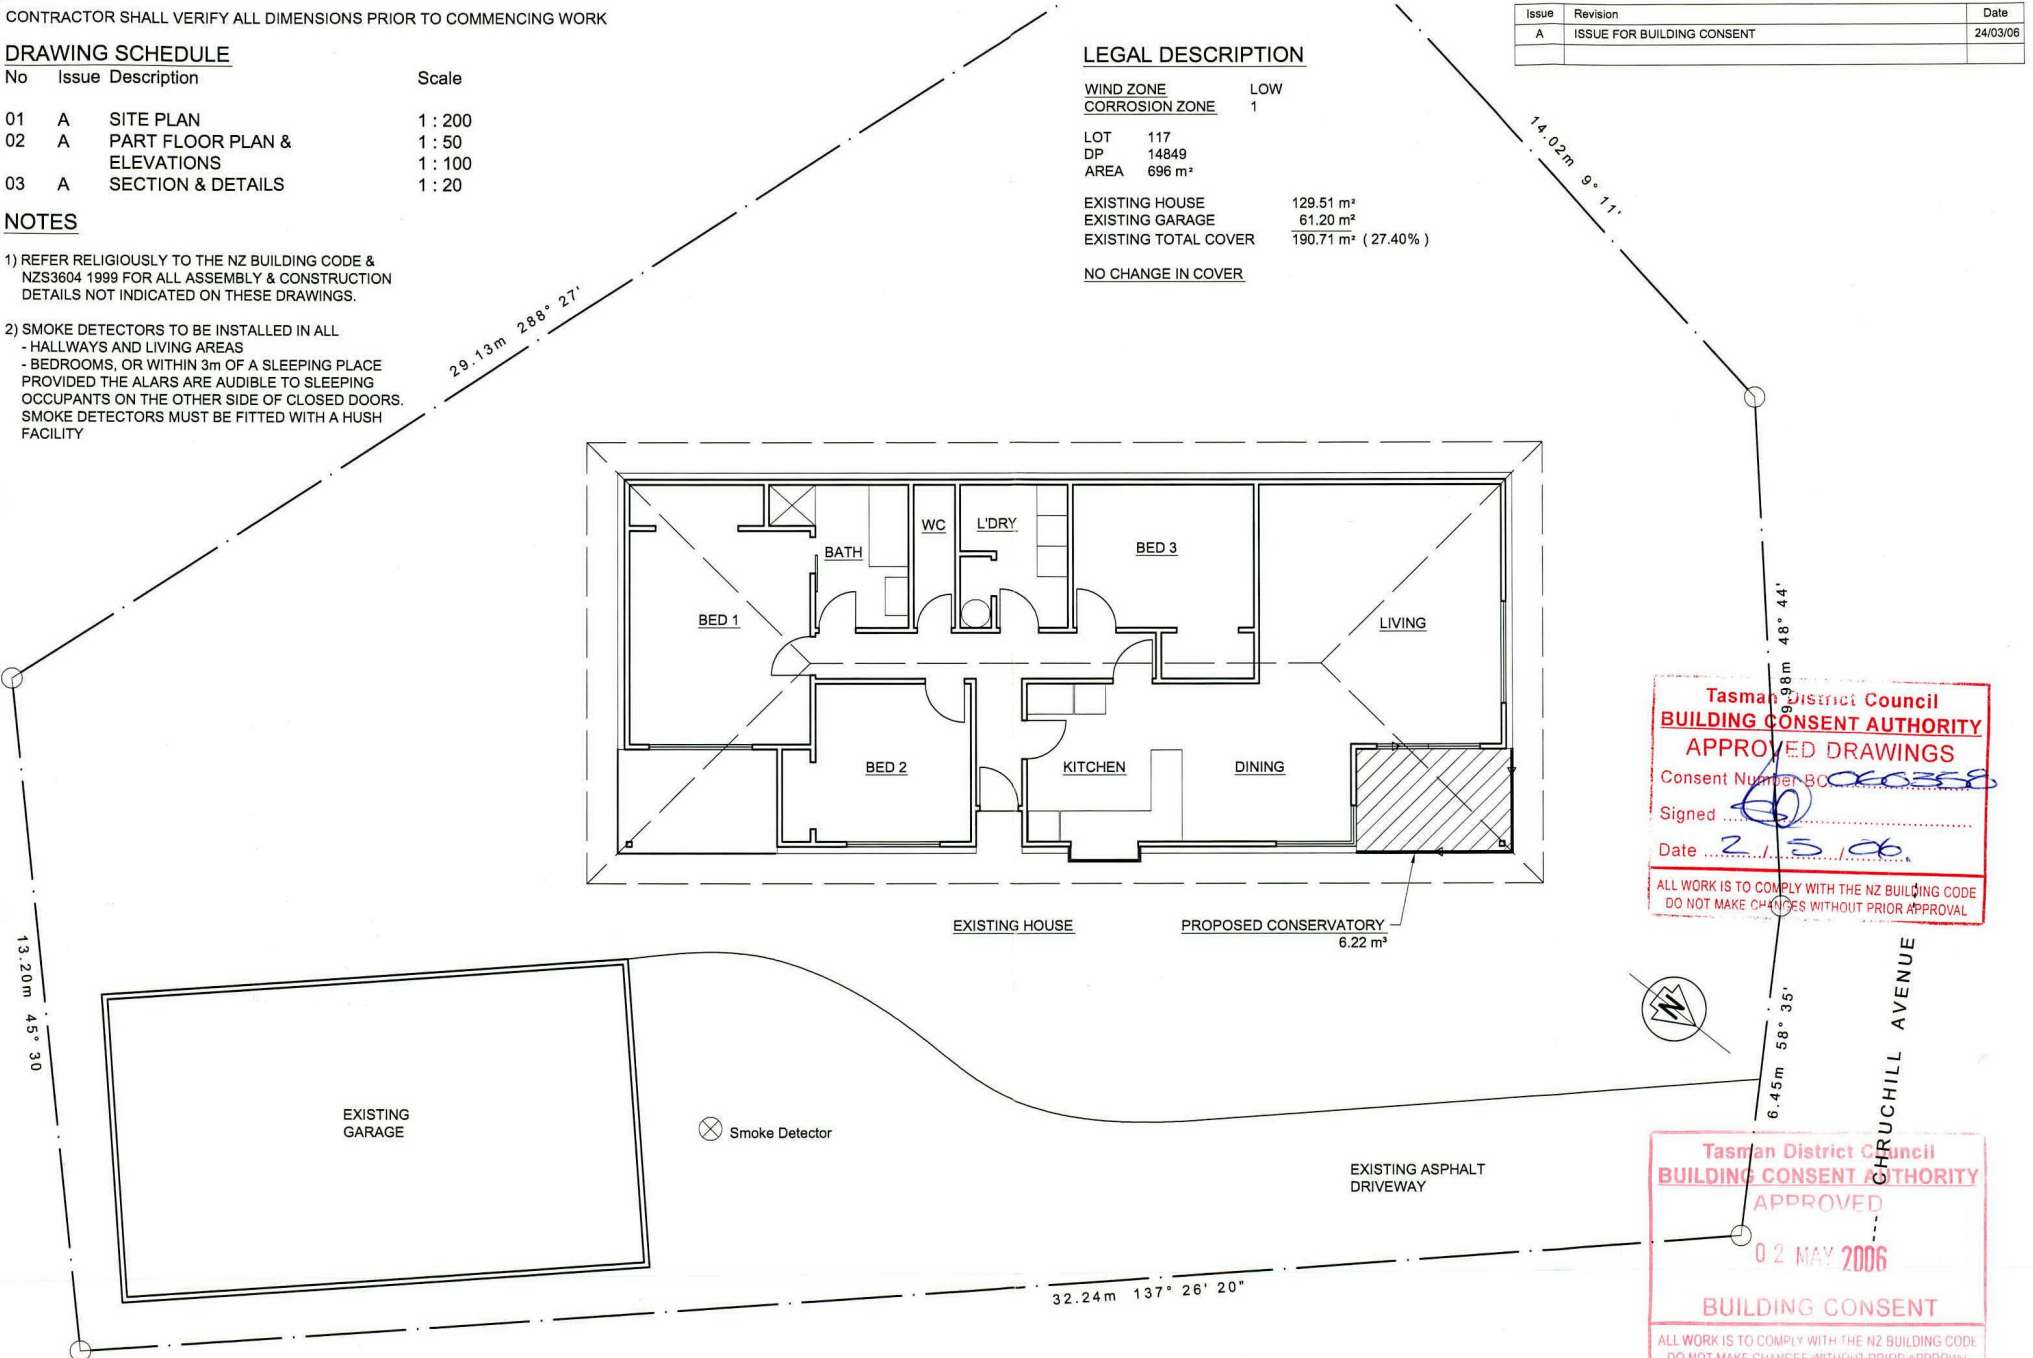 CONTRACTOR SHALL VERIFY ALL DIMENSIONS PRIOR TO COMMENCING WORK
DRAWING SCHEDULE
No Issue Description Scale
01 A SITE PLAN 1 : 200
02 A PART FLOOR PLAN & 1 : 50
ELEVATIONS 1 : 100
03 A SECTION & DETAILS 1 : 20
NOTES
1) REFER RELIGIOUSLY TO THE NZ BUILDING CODE &
NZS3604 1999 FOR ALL ASSEMBLY & CONSTRUCTION
DETAILS NOT INDICATED ON THESE DRAWINGS.
2) SMOKE DETECTORS TO BE INSTALLED IN ALL
- HALLWAYS AND LIVING AREAS
- BEDROOMS, OR WITHIN 3m OF A SLEEPING PLACE
PROVIDED THE ALARS ARE AUDIBLE TO SLEEPING
OCCUPANTS ON THE OTHER SIDE OF CLOSED DOORS.
SMOKE DETECTORS MUST BE FITTED WITH A HUSH
FACILITY
LEGAL DESCRIPTION
WIND ZONE LOW
CORROSION ZONE 1
LOT 117
DP 14849
AREA 696 m²
EXISTING HOUSE 129.51 m²
EXISTING GARAGE 61.20 m²
EXISTING TOTAL COVER 190.71 m² ( 27.40% )
NO CHANGE IN COVER
Issue Revision Date
A ISSUE FOR BUILDING CONSENT 24/03/06
29.13m 288° 27'
14.02m 9° 11'
9.98m 48° 44'
BED 1
BATH
WC
L'DRY
BED 3
LIVING
BED 2
KITCHEN
DINING
EXISTING HOUSE
PROPOSED CONSERVATORY
6.22 m³
Tasman District Council
BUILDING CONSENT AUTHORITY
APPROVED DRAWINGS
Consent Number BC 060358
Signed
Date 2 / 5 / 06.
ALL WORK IS TO COMPLY WITH THE NZ BUILDING CODE
DO NOT MAKE CHANGES WITHOUT PRIOR APPROVAL
13.20m 45° 30
EXISTING
GARAGE
Smoke Detector
EXISTING ASPHALT
DRIVEWAY
32.24m 137° 26' 20"
N
6.45m 58° 35'
CHRUCHILL AVENUE
Tasman District Council
BUILDING CONSENT AUTHORITY
APPROVED
02 MAY 2006
BUILDING CONSENT
ALL WORK IS TO COMPLY WITH THE NZ BUILDING CODE
DO NOT MAKE CHANGES WITHOUT PRIOR APPROVAL